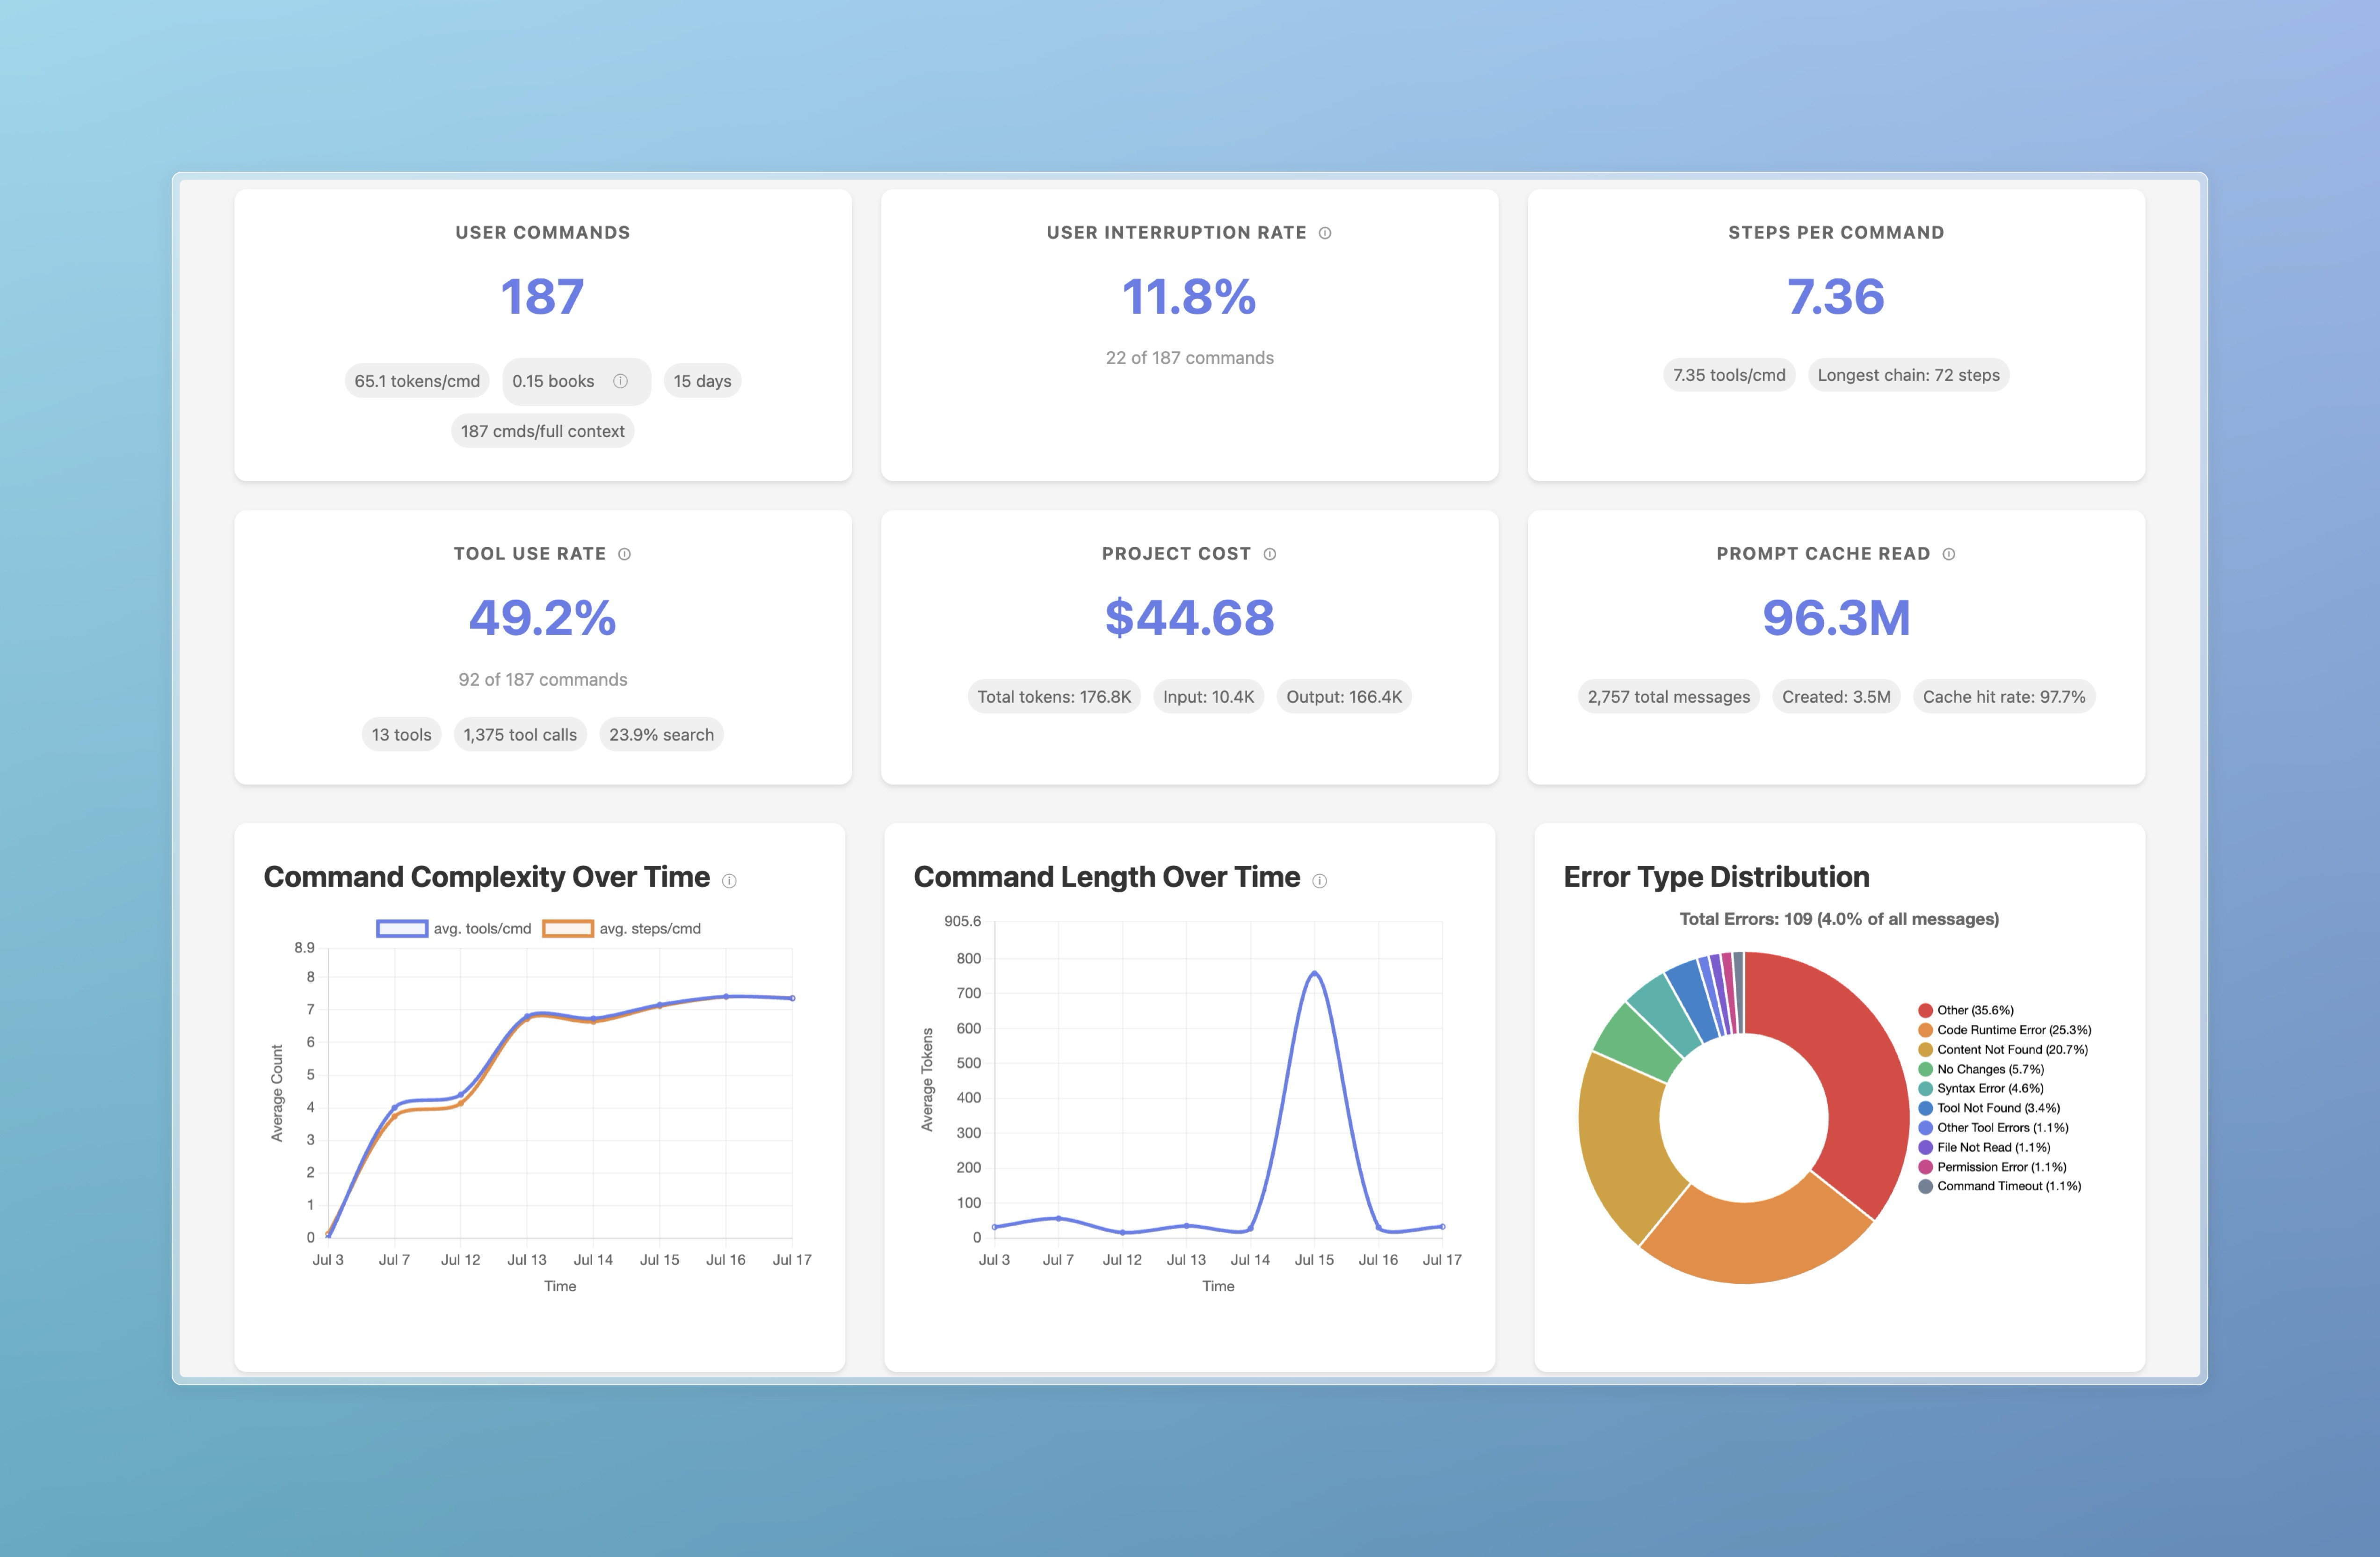 USER COMMANDS
187
65.1 tokens/cmd
0.15 books
15 days
187 cmds/full context
USER INTERRUPTION RATE
11.8%
22 of 187 commands
STEPS PER COMMAND
7.36
7.35 tools/cmd
Longest chain: 72 steps
TOOL USE RATE
49.2%
92 of 187 commands
13 tools
1,375 tool calls
23.9% search
PROJECT COST
$44.68
Total tokens: 176.8K
Input: 10.4K
Output: 166.4K
PROMPT CACHE READ
96.3M
2,757 total messages
Created: 3.5M
Cache hit rate: 97.7%
Command Complexity Over Time
avg. tools/cmd
avg. steps/cmd
Average Count
8.9
8
7
6
5
4
3
2
1
0
Jul 3
Jul 7
Jul 12
Jul 13
Jul 14
Jul 15
Jul 16
Jul 17
Time
Command Length Over Time
Average Tokens
905.6
800
700
600
500
400
300
200
100
0
Jul 3
Jul 7
Jul 12
Jul 13
Jul 14
Jul 15
Jul 16
Jul 17
Time
Error Type Distribution
Total Errors: 109 (4.0% of all messages)
Other (35.6%)
Code Runtime Error (25.3%)
Content Not Found (20.7%)
No Changes (5.7%)
Syntax Error (4.6%)
Tool Not Found (3.4%)
Other Tool Errors (1.1%)
File Not Read (1.1%)
Permission Error (1.1%)
Command Timeout (1.1%)